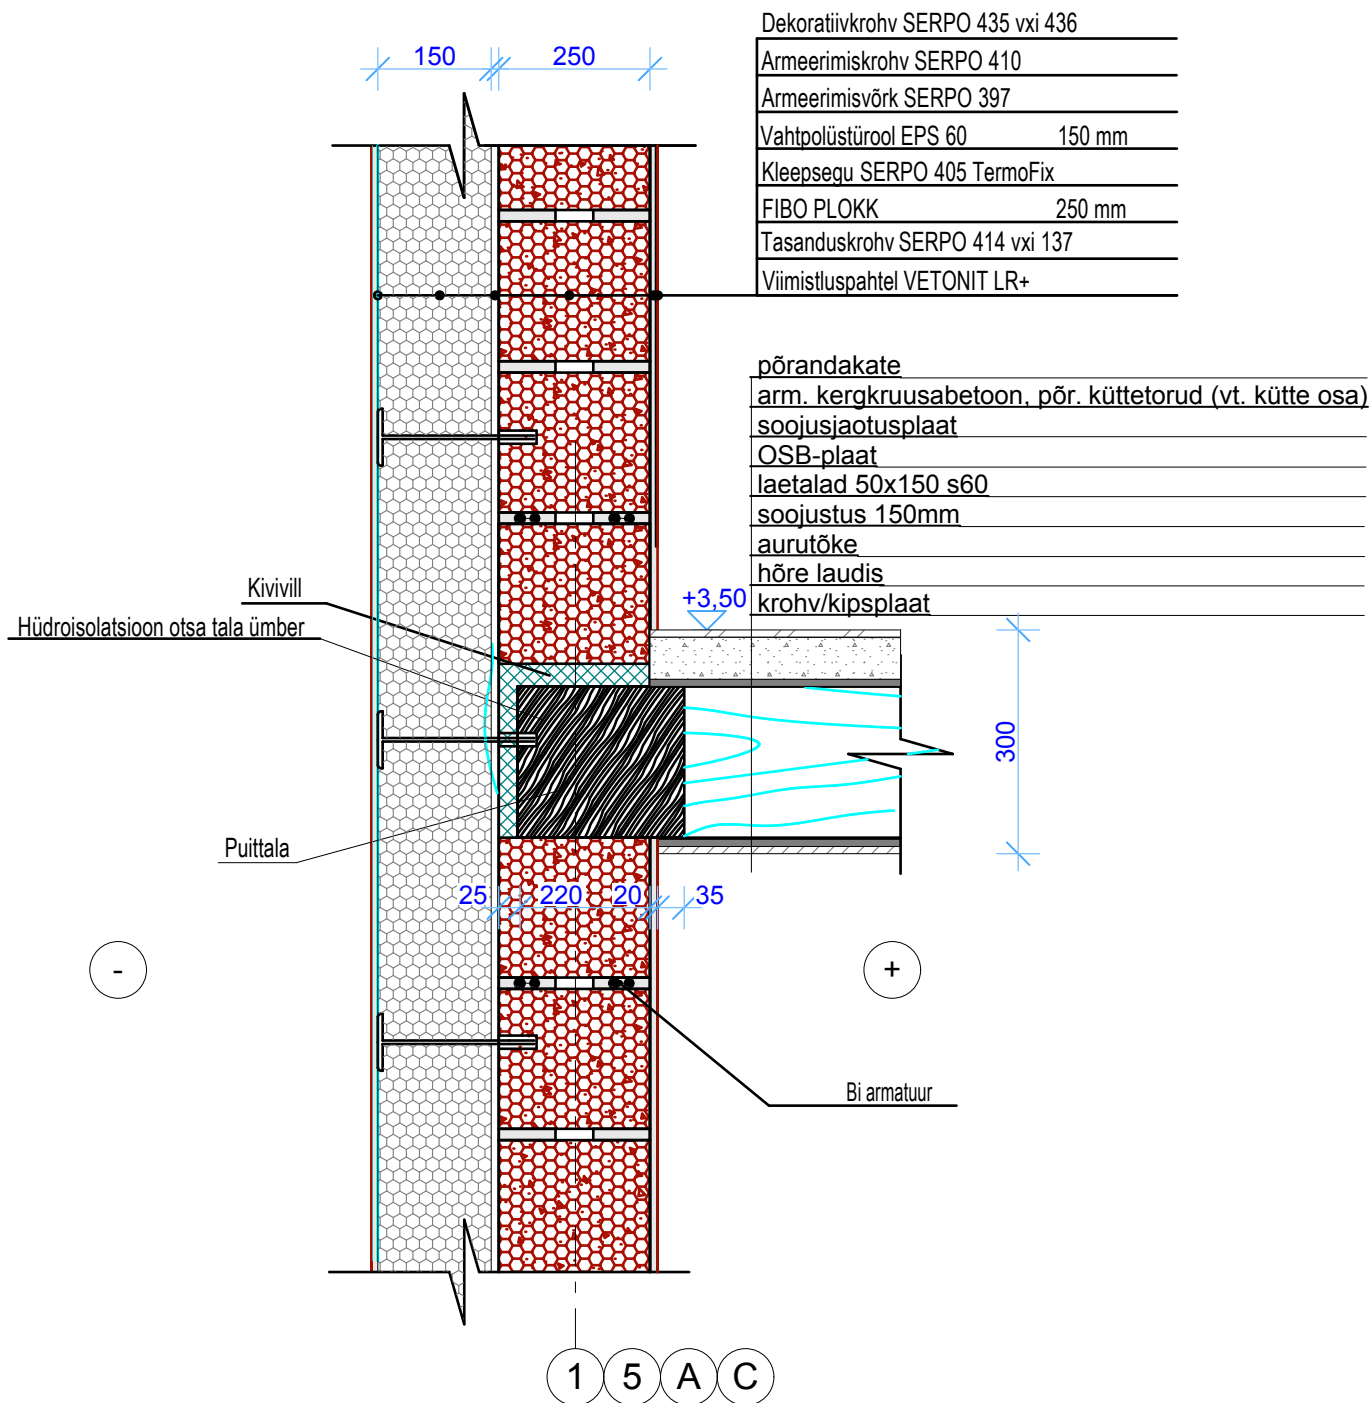 Dekoratiivkrohv SERPO 435 vxi 436
150
250
Armeerimiskrohv SERPO 410
Armeerimisvõrk SERPO 397
Vahtpolüstürool EPS 60 150 mm
Kleepsegu SERPO 405 TermoFix
FIBO PLOKK 250 mm
Tasanduskrohv SERPO 414 vxi 137
Viimistluspahtel VETONIT LR+
põrandakate
arm. kergkruusabetoon, põr. küttetorud (vt. kütte osa)
soojusjaotusplaat
OSB-plaat
laetalad 50x150 s60
soojustus 150mm
aurutõke
hõre laudis
krohv/kipsplaat
Kivivill
+3,50
Hüdroisolatsioon otsa tala ümber
300
Puittala
25 220 20 35
-
+
Bi armatuur
1 5 A C